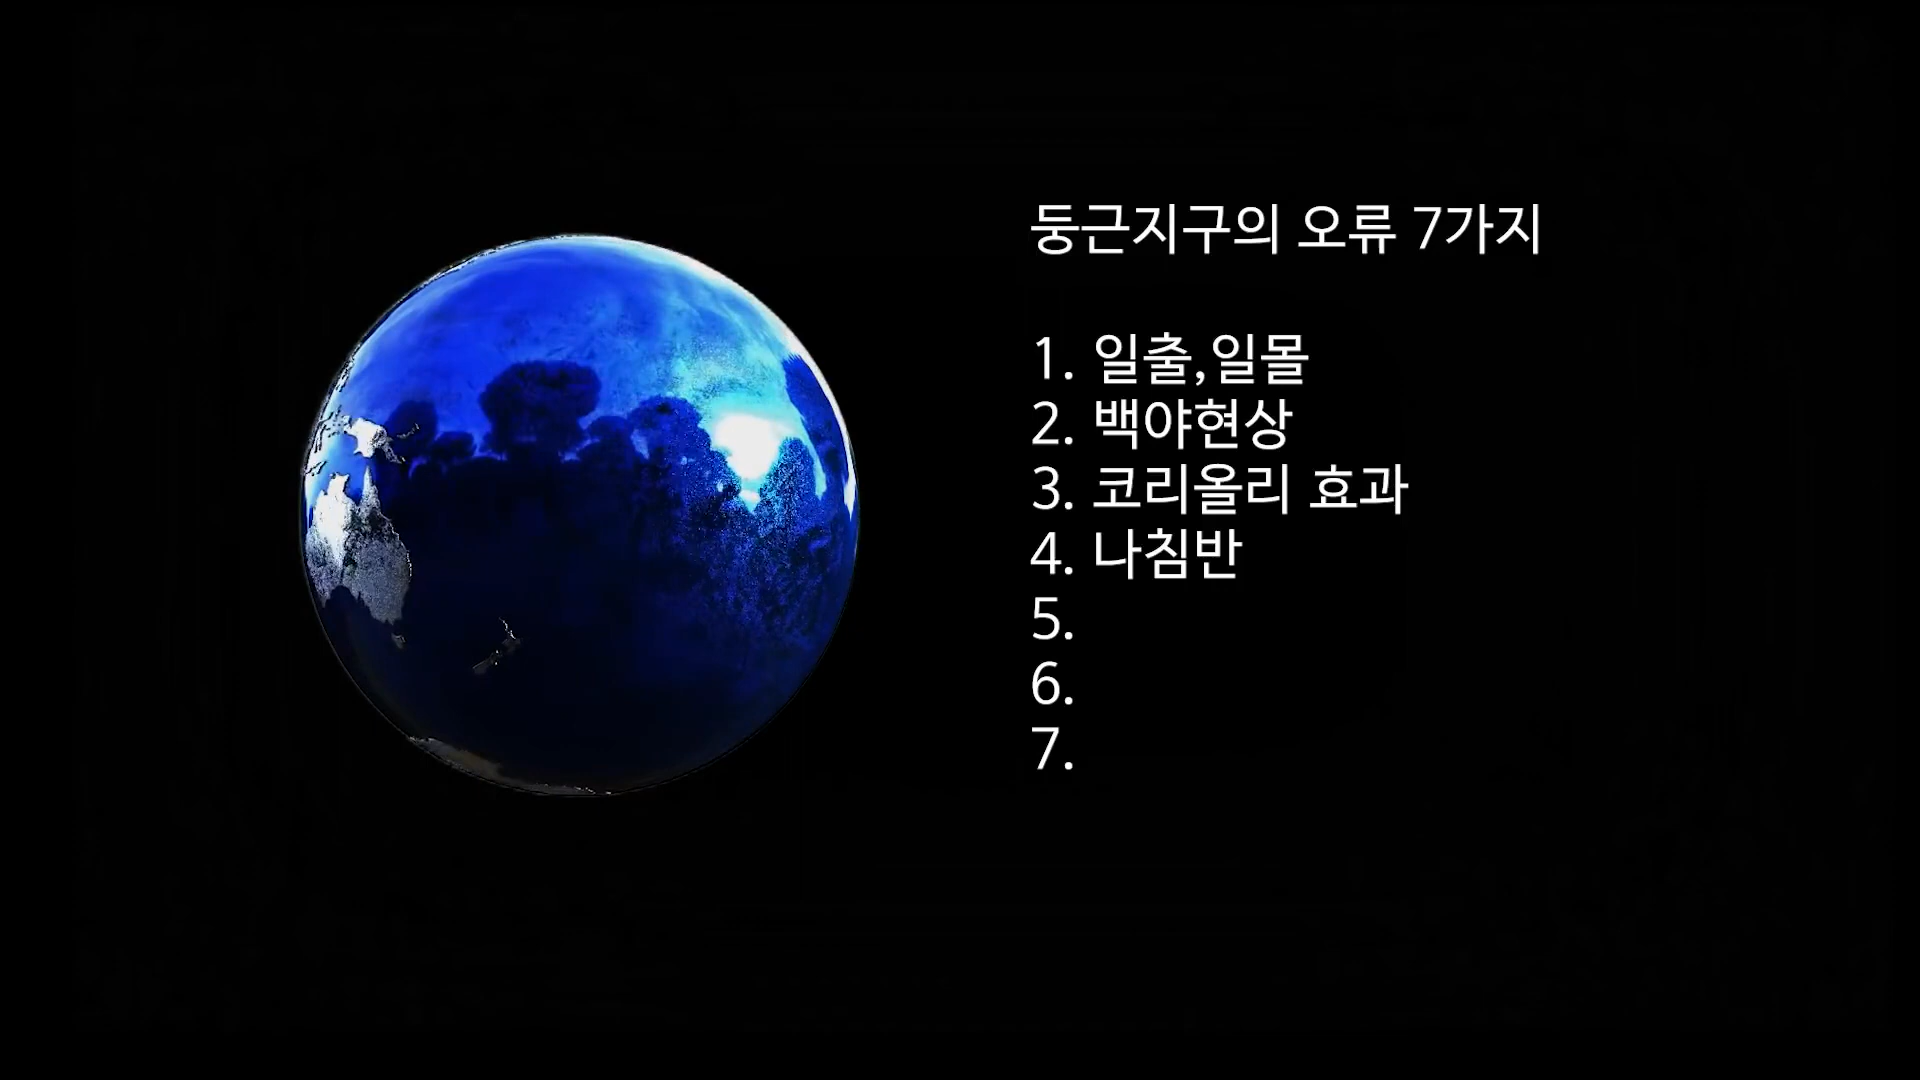 둥근지구의 오류 7가지
1. 일출,일몰
2. 백야현상
3. 코리올리 효과
4. 나침반
5.
6.
7.